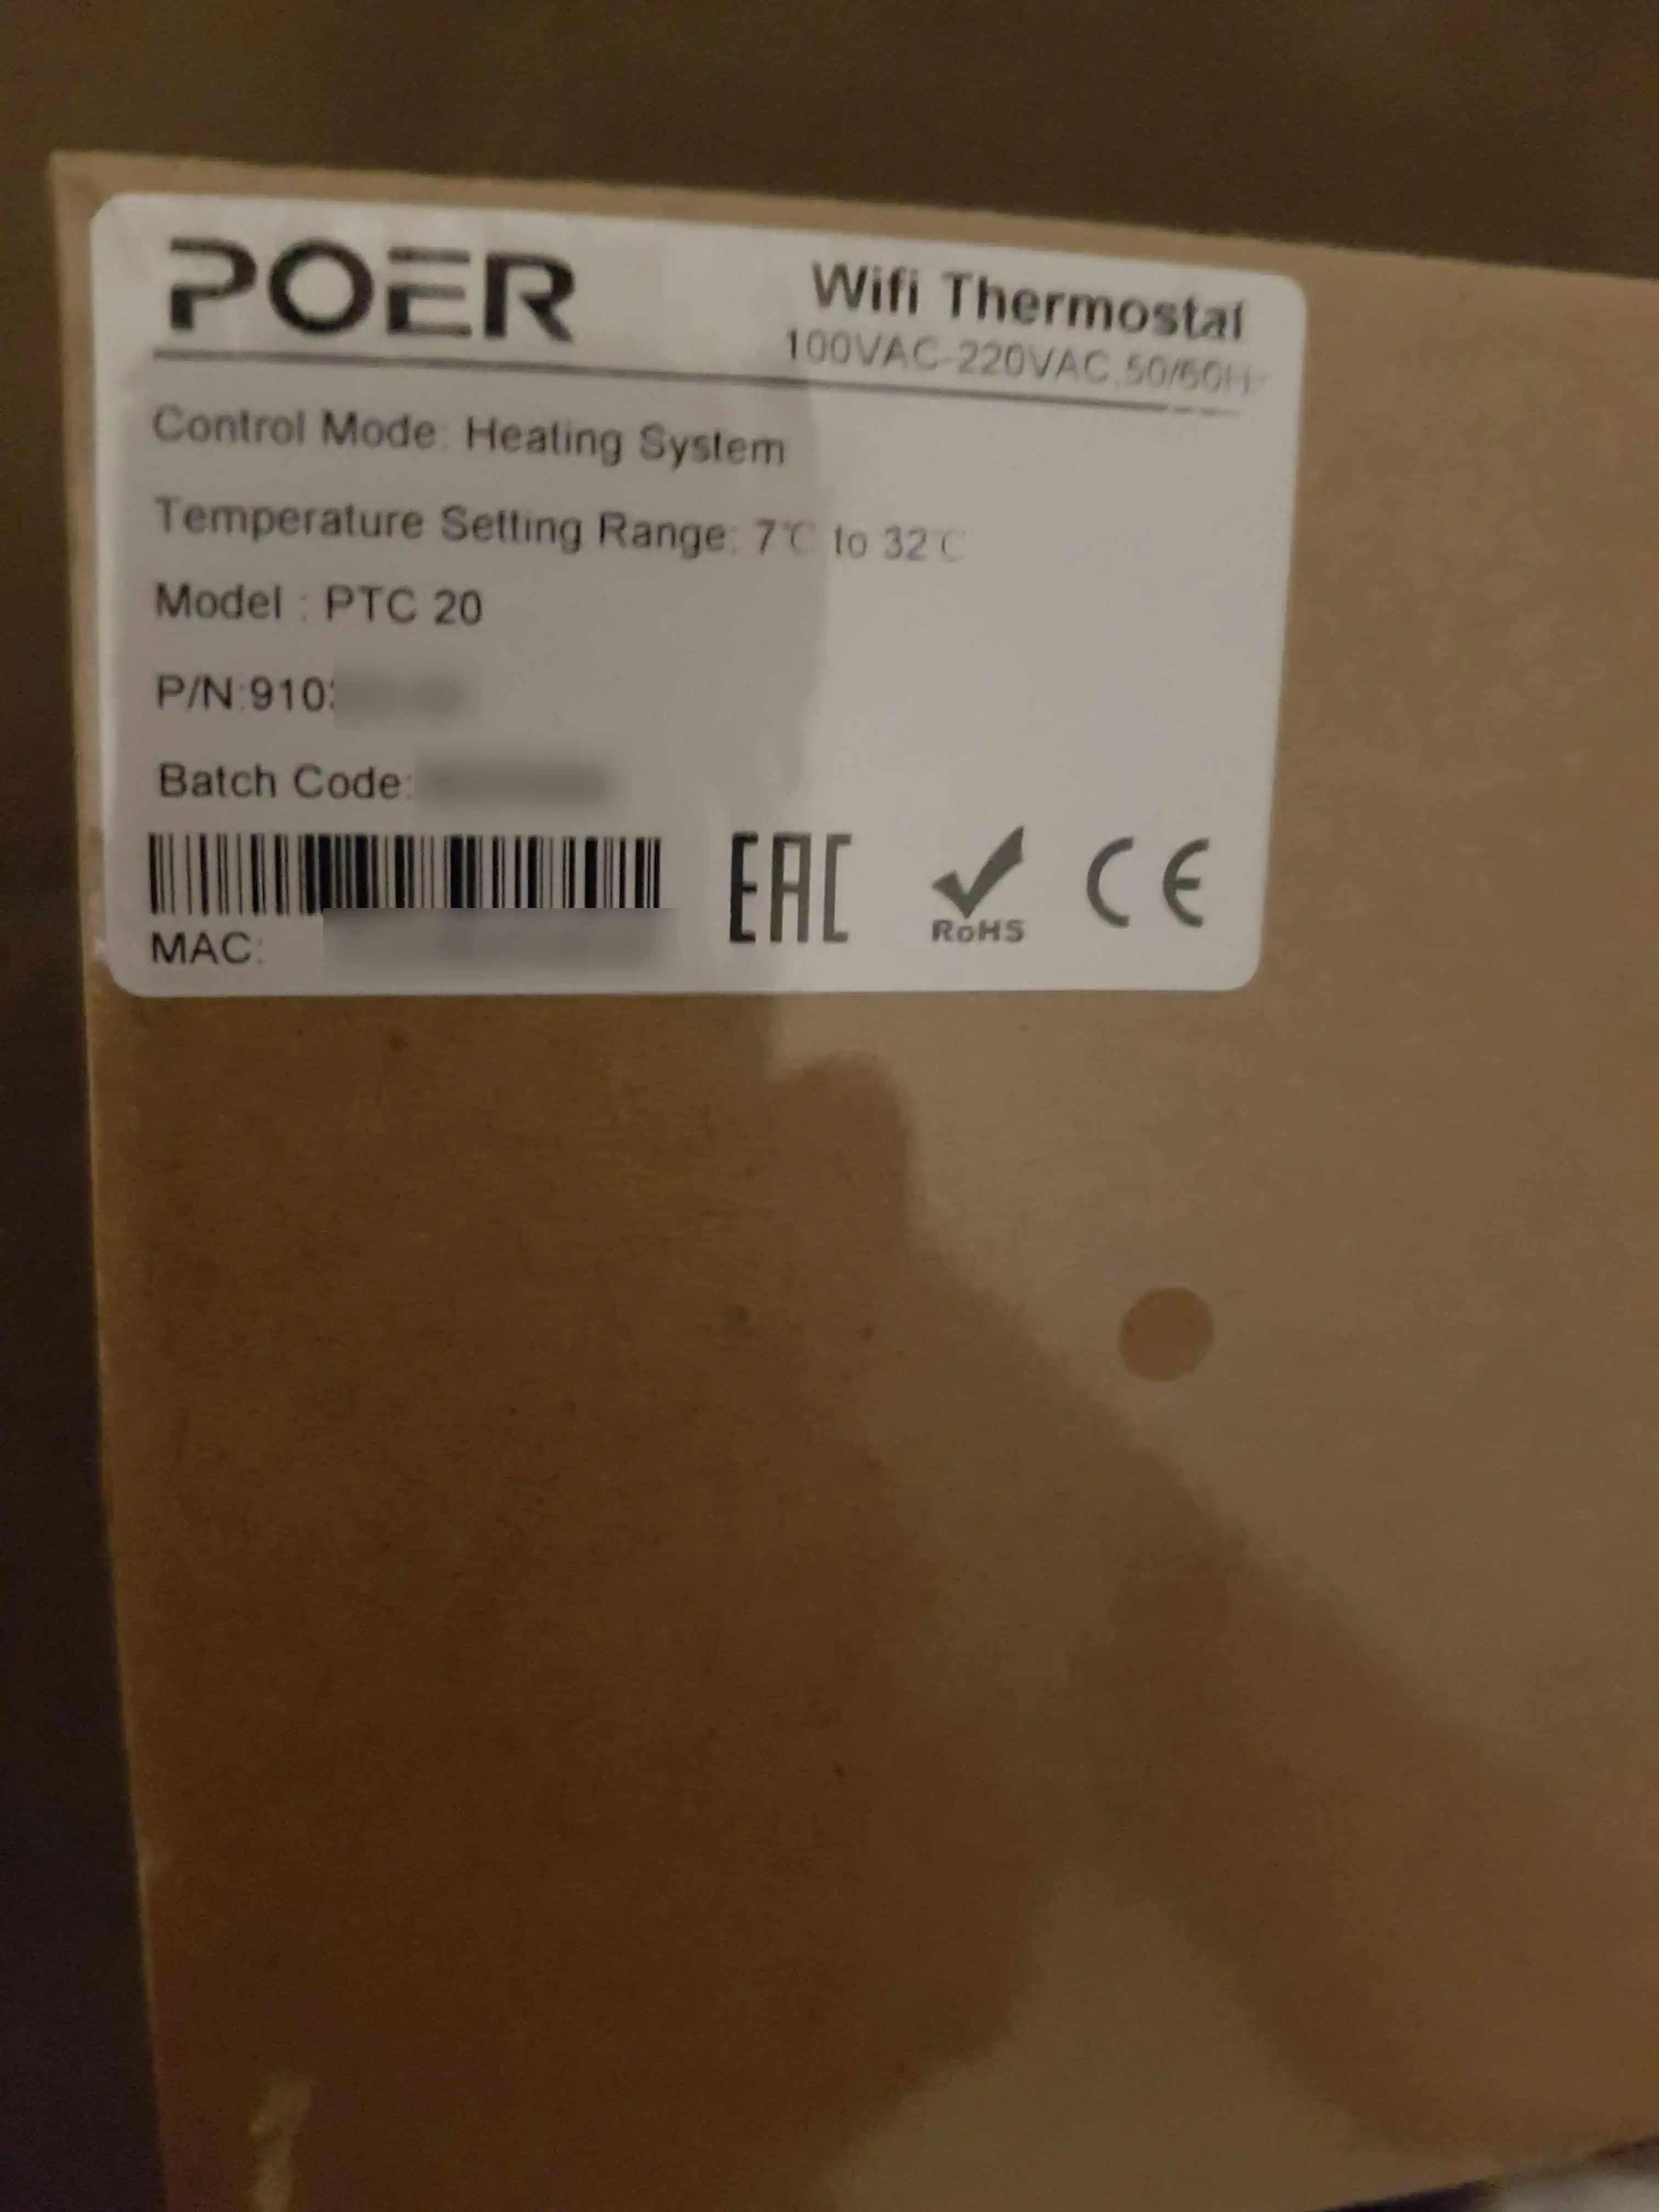 POER
Wifi Thermostat
100VAC-220VAC,50/60Hz
Control Mode: Heating System
Temperature Setting Range: 7℃ to 32℃
Model : PTC 20
P/N:910
Batch Code:
MAC:
EAC
RoHS
CE